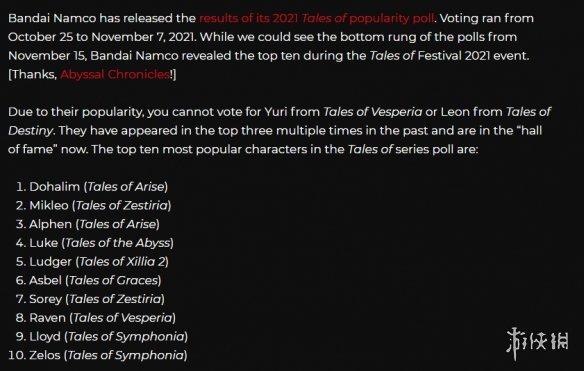 Bandai Namco has released the results of its 2021 Tales of popularity poll. Voting ran from
October 25 to November 7, 2021. While we could see the bottom rung of the polls from
November 15, Bandai Namco revealed the top ten during the Tales of Festival 2021 event.
[Thanks, Abyssal Chronicles!]
Due to their popularity, you cannot vote for Yuri from Tales of Vesperia or Leon from Tales of
Destiny. They have appeared in the top three multiple times in the past and are in the “hall
of fame” now. The top ten most popular characters in the Tales of series poll are:
1. Dohalim (Tales of Arise)
2. Mikleo (Tales of Zestiria)
3. Alphen (Tales of Arise)
4. Luke (Tales of the Abyss)
5. Ludger (Tales of Xillia 2)
6. Asbel (Tales of Graces)
7. Sorey (Tales of Zestiria)
8. Raven (Tales of Vesperia)
9. Lloyd (Tales of Symphonia)
10. Zelos (Tales of Symphonia)
游侠网